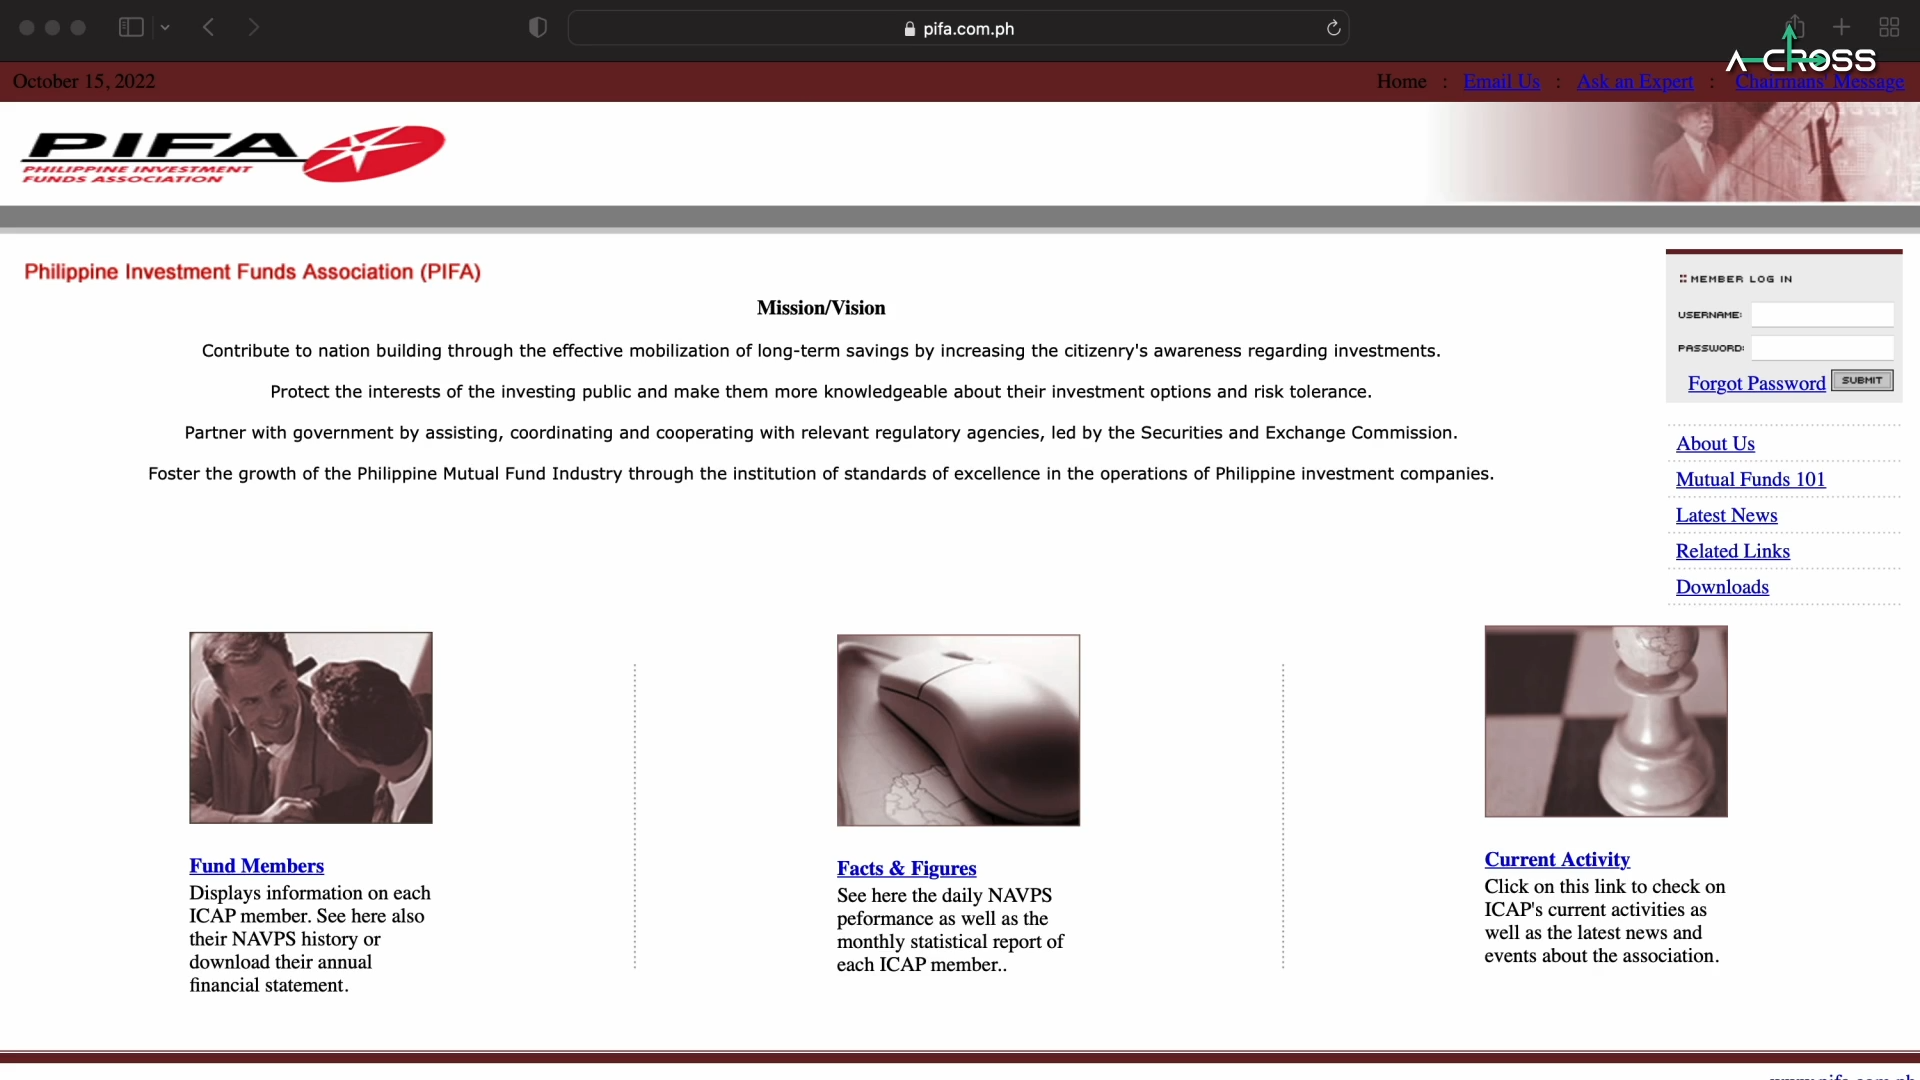 pifa.com.ph
A-CROSS
October 15, 2022
Home : Email Us : Ask an Expert : Chairmans' Message
PIFA
PHILIPPINE INVESTMENT
FUNDS ASSOCIATION
Philippine Investment Funds Association (PIFA)
Mission/Vision
Contribute to nation building through the effective mobilization of long-term savings by increasing the citizenry's awareness regarding investments.
Protect the interests of the investing public and make them more knowledgeable about their investment options and risk tolerance.
Partner with government by assisting, coordinating and cooperating with relevant regulatory agencies, led by the Securities and Exchange Commission.
Foster the growth of the Philippine Mutual Fund Industry through the institution of standards of excellence in the operations of Philippine investment companies.
MEMBER LOG IN
USERNAME:
PASSWORD:
Forgot Password SUBMIT
About Us
Mutual Funds 101
Latest News
Related Links
Downloads
Fund Members
Displays information on each
ICAP member. See here also
their NAVPS history or
download their annual
financial statement.
Facts & Figures
See here the daily NAVPS
peformance as well as the
monthly statistical report of
each ICAP member..
Current Activity
Click on this link to check on
ICAP's current activities as
well as the latest news and
events about the association.
www.pifa.com.ph